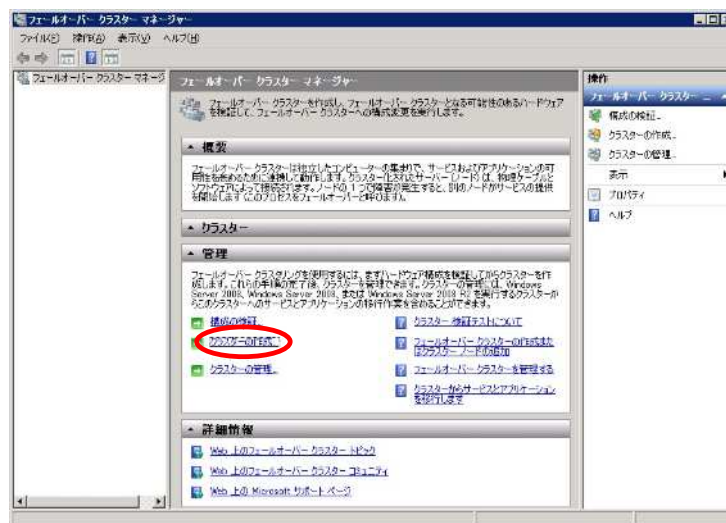 フェールオーバー クラスター マネージャー
ファイル(F) 操作(A) 表示(V) ヘルプ(H)
フェールオーバー クラスター マネージ
フェールオーバー クラスター マネージャー
フェールオーバー クラスターを作成し、フェールオーバー クラスターとなる可能性のあるハードウェア
を検証して、フェールオーバー クラスターへの構成変更を実行します。
概要
フェールオーバー クラスターは独立したコンピューターの集まりで、サービスおよびアプリケーションの可
用性を高めるために連携して動作します。クラスター化されたサーバー (ノード) は、物理ケーブルと
ソフトウェアによって接続されます。ノードの 1 つで障害が発生すると、別のノードがサービスの提供
を開始します (このプロセスをフェールオーバーと呼びます)。
クラスター
管理
フェールオーバー クラスタリングを使用するには、まずハードウェア構成を検証してからクラスターを作
成します。これらの手順の完了後、クラスターを管理できます。クラスターの管理には、Windows
Server 2003、Windows Server 2008、または Windows Server 2008 R2 を実行するクラスターか
らこのクラスターへのサービスとアプリケーションの移行作業を含めることができます。
構成の検証...
クラスターの作成...
クラスターの管理...
クラスター検証テストについて
フェールオーバー クラスターの作成また
はクラスター ノードの追加
フェールオーバー クラスターを管理する
クラスターからサービスとアプリケーション
を移行します
詳細情報
Web 上のフェールオーバー クラスター トピック
Web 上のフェールオーバー クラスター コミュニティ
Web 上の Microsoft サポート ページ
操作
フェールオーバー クラスター ...
構成の検証...
クラスターの作成...
クラスターの管理...
表示
プロパティ
ヘルプ